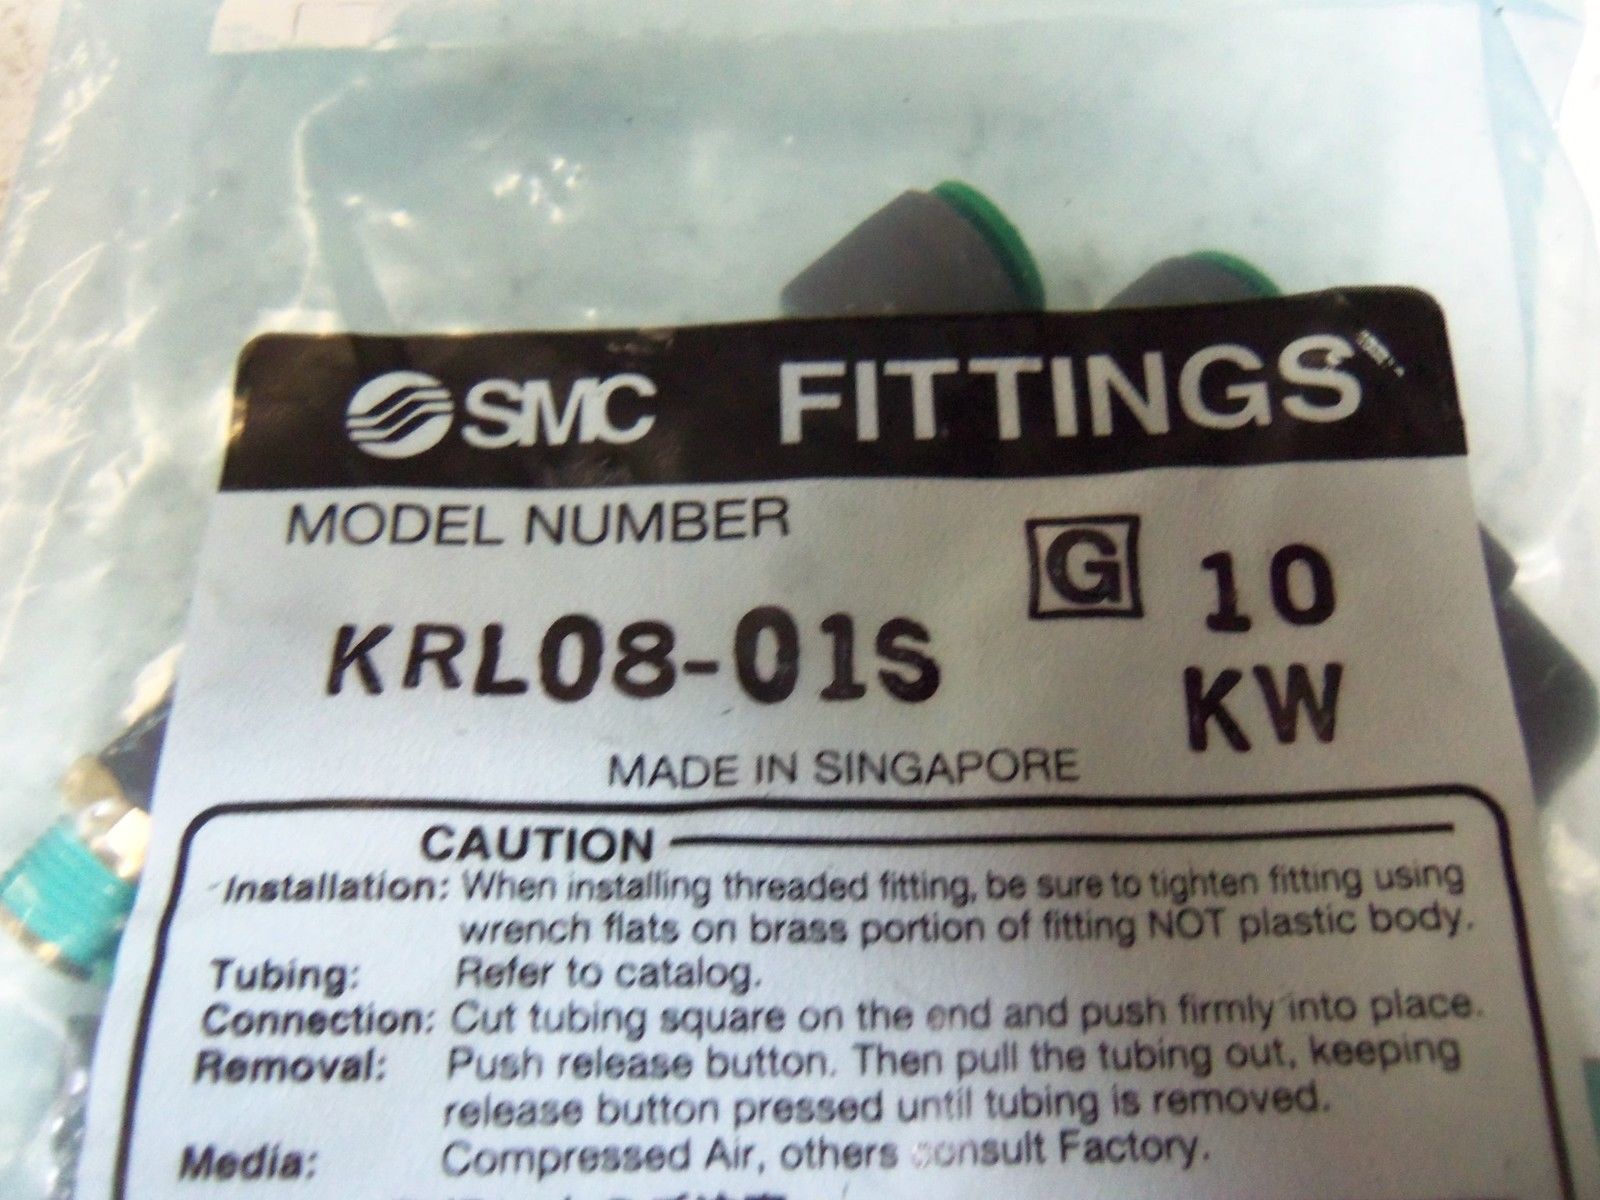 SMC FITTINGS
MODEL NUMBER
G 10
KRL08-01S
KW
MADE IN SINGAPORE
CAUTION
Installation: When installing threaded fitting, be sure to tighten fitting using
wrench flats on brass portion of fitting NOT plastic body.
Tubing: Refer to catalog.
Connection: Cut tubing square on the end and push firmly into place.
Removal: Push release button. Then pull the tubing out, keeping
release button pressed until tubing is removed.
Media: Compressed Air, others consult Factory.